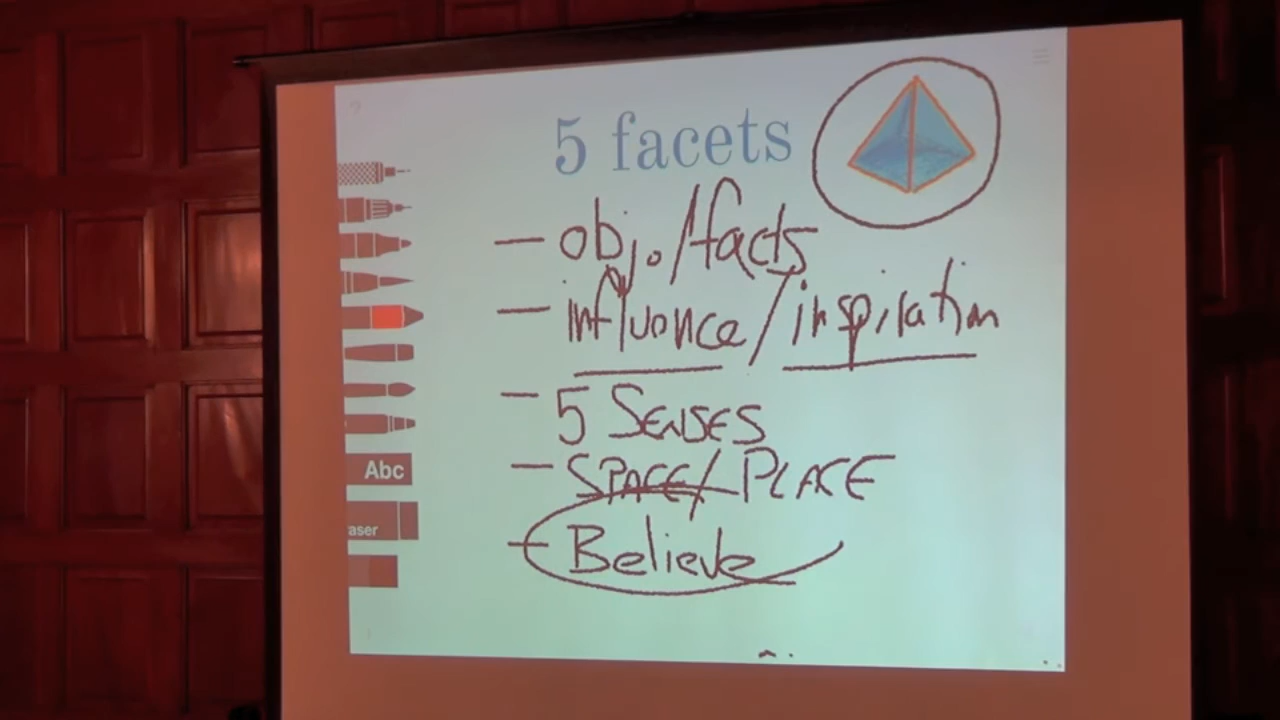 ?
5 facets
- obj./facts
- influence/inspiration
- 5 SENSES
- SPACE/PLACE
Abc
aser
- Believe